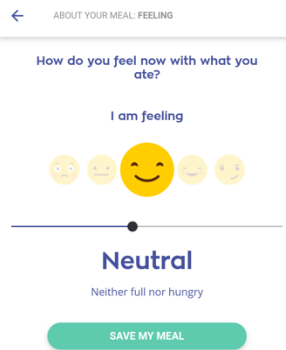 ABOUT YOUR MEAL: FEELING
How do you feel now with what you
ate?
I am feeling
Neutral
Neither full nor hungry
SAVE MY MEAL